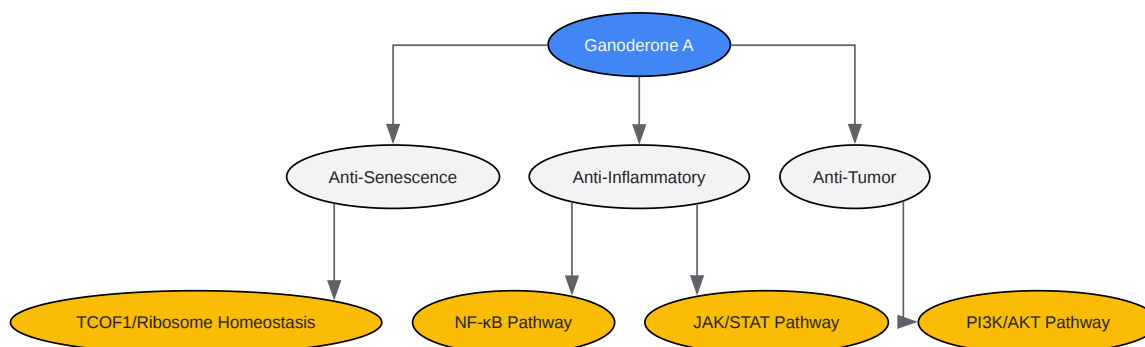 Ganoderone A
Anti-Senescence
Anti-Inflammatory
Anti-Tumor
TCOF1/Ribosome Homeostasis
NF-κB Pathway
JAK/STAT Pathway
PI3K/AKT Pathway